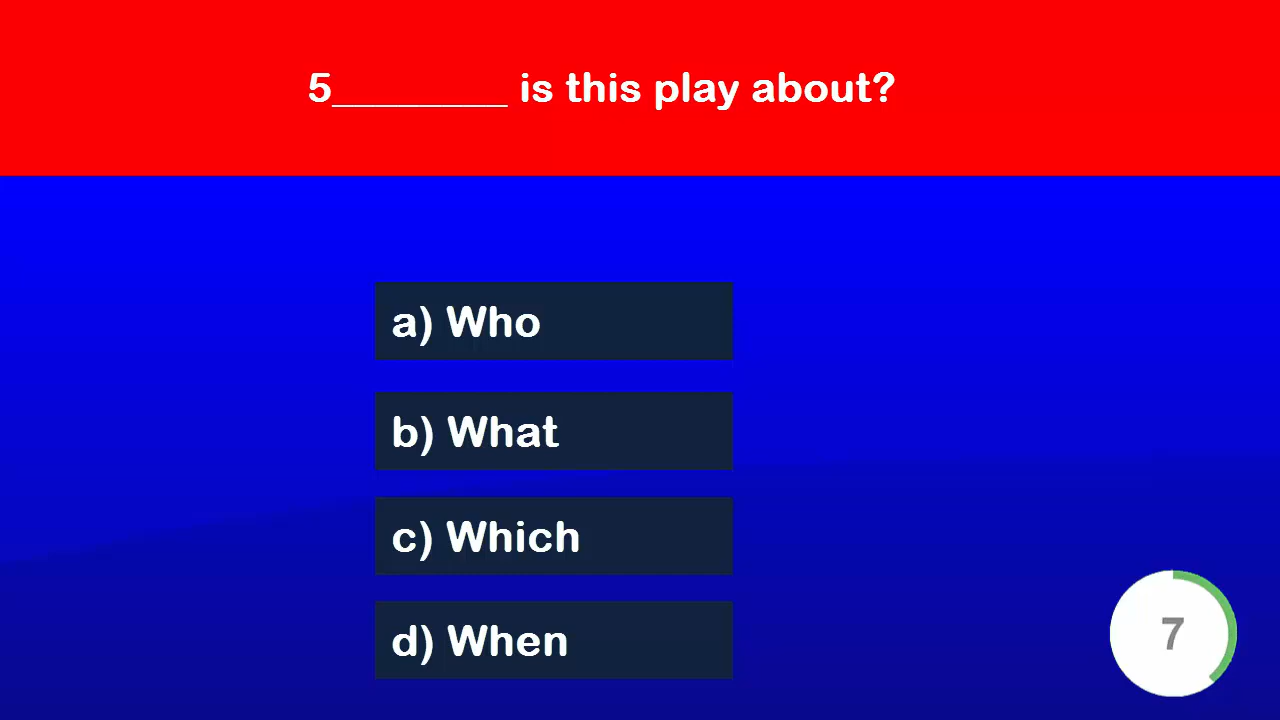 5________ is this play about?
a) Who
b) What
c) Which
d) When
7